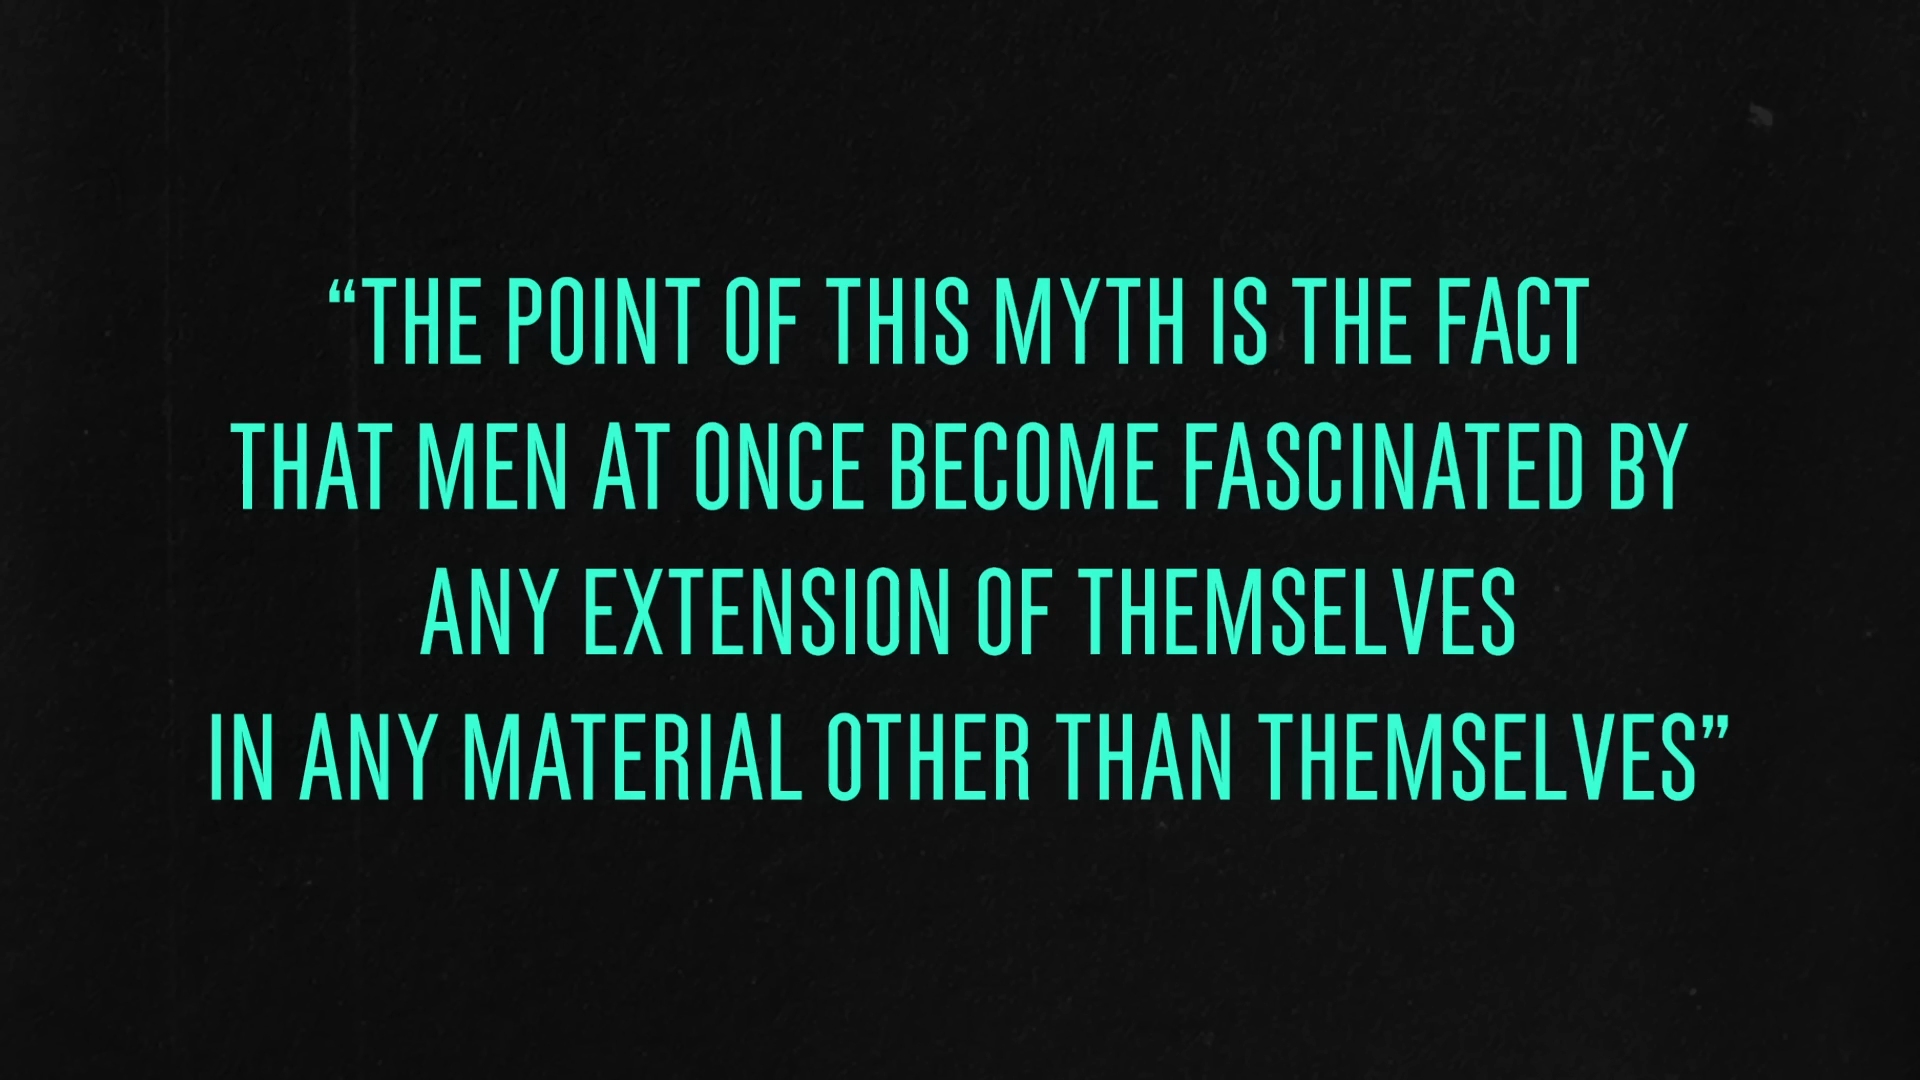 “THE POINT OF THIS MYTH IS THE FACT
THAT MEN AT ONCE BECOME FASCINATED BY
ANY EXTENSION OF THEMSELVES
IN ANY MATERIAL OTHER THAN THEMSELVES”